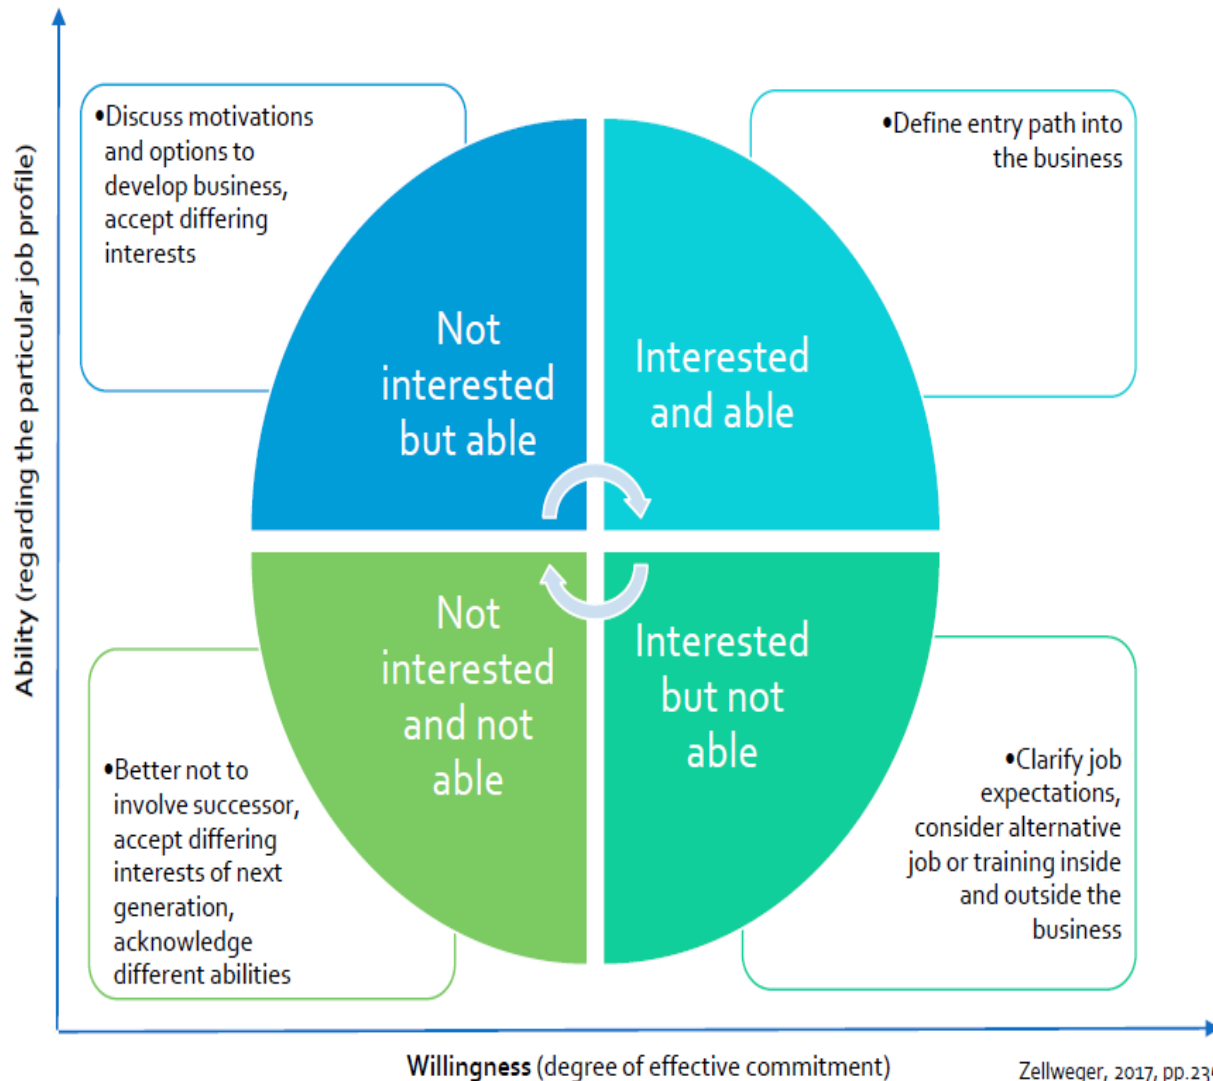 Ability (regarding the particular job profile)
•Discuss motivations
and options to
develop business,
accept differing
interests
•Define entry path into
the business
Not
interested
but able
Interested
and able
Not
interested
and not
able
Interested
but not
able
•Better not to
involve successor,
accept differing
interests of next
generation,
acknowledge
different abilities
•Clarify job
expectations,
consider alternative
job or training inside
and outside the
business
Willingness (degree of effective commitment)
Zellweger, 2017, pp.23